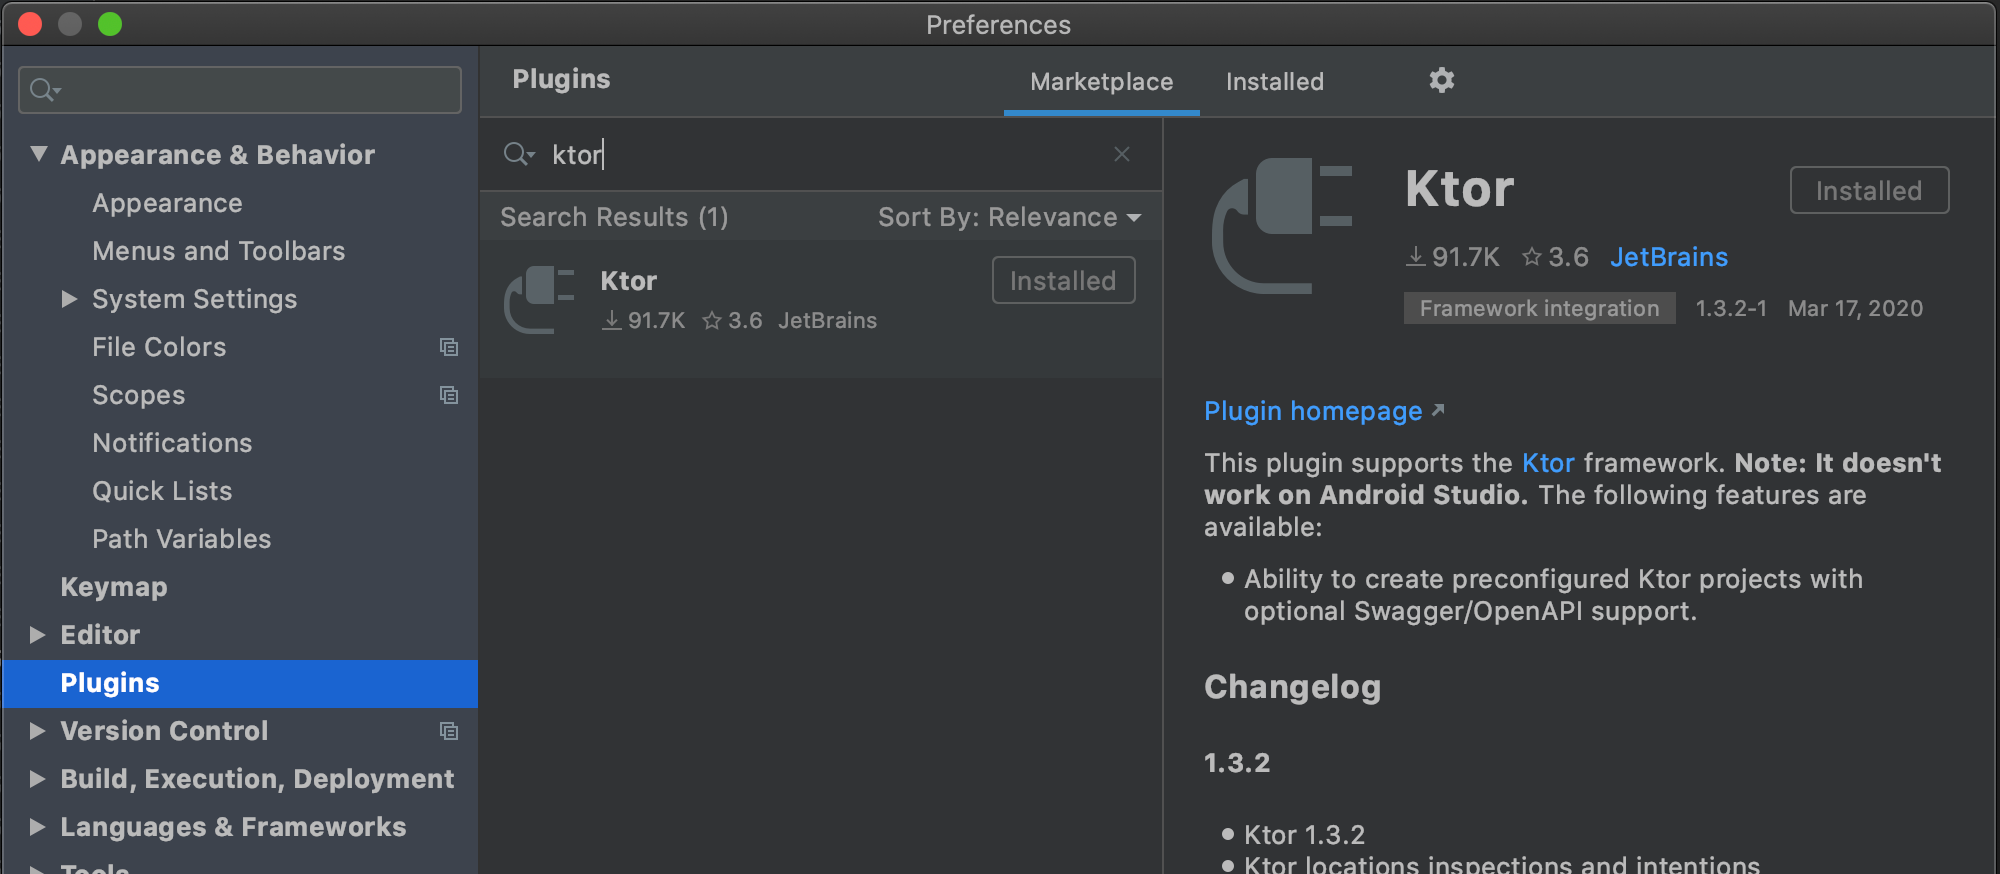 Preferences
Appearance & Behavior
Appearance
Menus and Toolbars
System Settings
File Colors
Scopes
Notifications
Quick Lists
Path Variables
Keymap
Editor
Plugins
Version Control
Build, Execution, Deployment
Languages & Frameworks
Tools
Plugins
Marketplace
Installed
ktor
Search Results (1)
Sort By: Relevance
Ktor
Installed
91.7K
3.6
JetBrains
Ktor
Installed
91.7K
3.6
JetBrains
Framework integration
1.3.2-1
Mar 17, 2020
Plugin homepage
This plugin supports the Ktor framework. Note: It doesn't
work on Android Studio. The following features are
available:
Ability to create preconfigured Ktor projects with
optional Swagger/OpenAPI support.
Changelog
1.3.2
Ktor 1.3.2
Ktor locations inspections and intentions